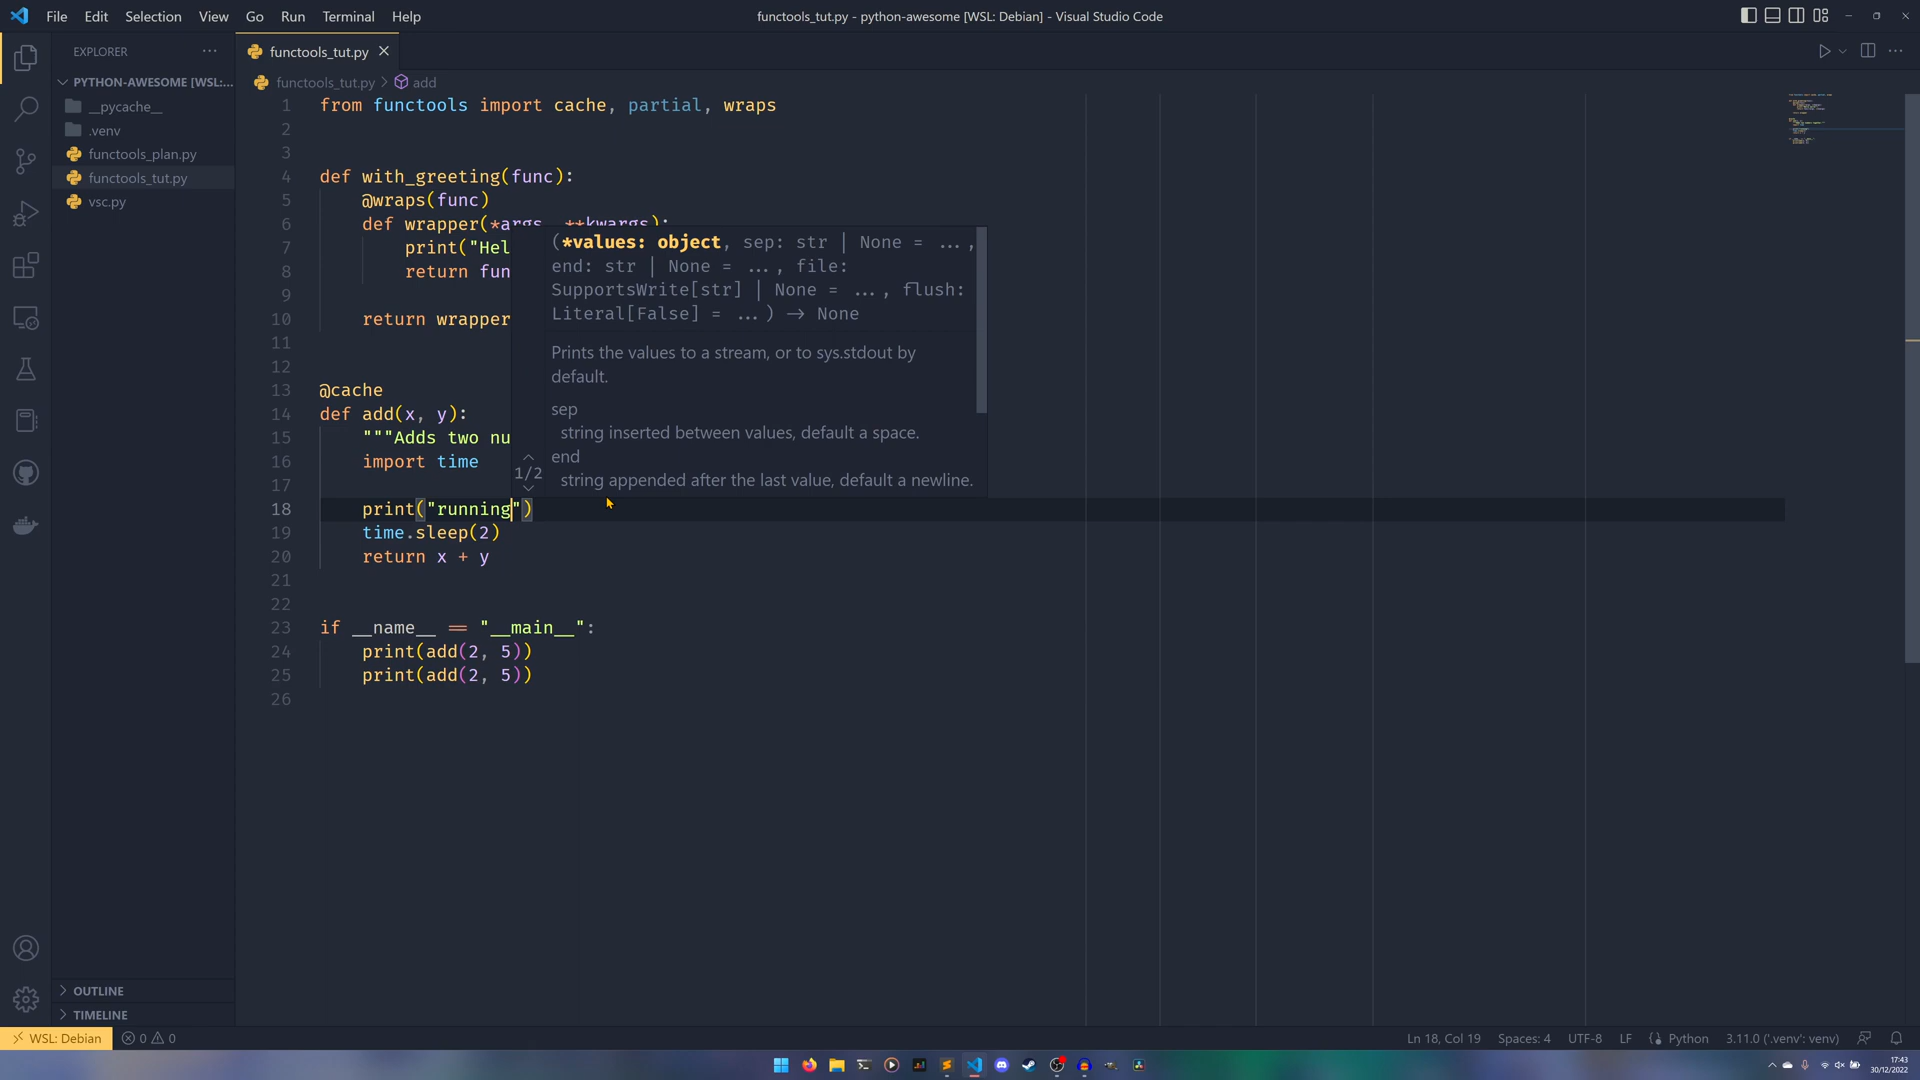 File Edit Selection View Go Run Terminal Help
functools_tut.py - python-awesome [WSL: Debian] - Visual Studio Code
EXPLORER
PYTHON-AWESOME [WSL:...
__pycache__
.venv
functools_plan.py
functools_tut.py
vsc.py
OUTLINE
TIMELINE
functools_tut.py
functools_tut.py > add
1 from functools import cache, partial, wraps
2
3
4 def with_greeting(func):
5 @wraps(func)
6 def wrapper(*args, **kwargs):
7 print("Hel
8 return fun
9
10 return wrapper
11
12
13 @cache
14 def add(x, y):
15 """Adds two nu
16 import time
17
18 print("running")
19 time.sleep(2)
20 return x + y
21
22
23 if __name__ == "__main__":
24 print(add(2, 5))
25 print(add(2, 5))
26
(*values: object, sep: str | None = ...,
end: str | None = ..., file:
SupportsWrite[str] | None = ..., flush:
Literal[False] = ...) -> None
Prints the values to a stream, or to sys.stdout by
default.
sep
string inserted between values, default a space.
end
string appended after the last value, default a newline.
1/2
WSL: Debian 0 0
Ln 18, Col 19 Spaces: 4 UTF-8 LF Python 3.11.0 ('.venv': venv)
17:43
30/12/2022